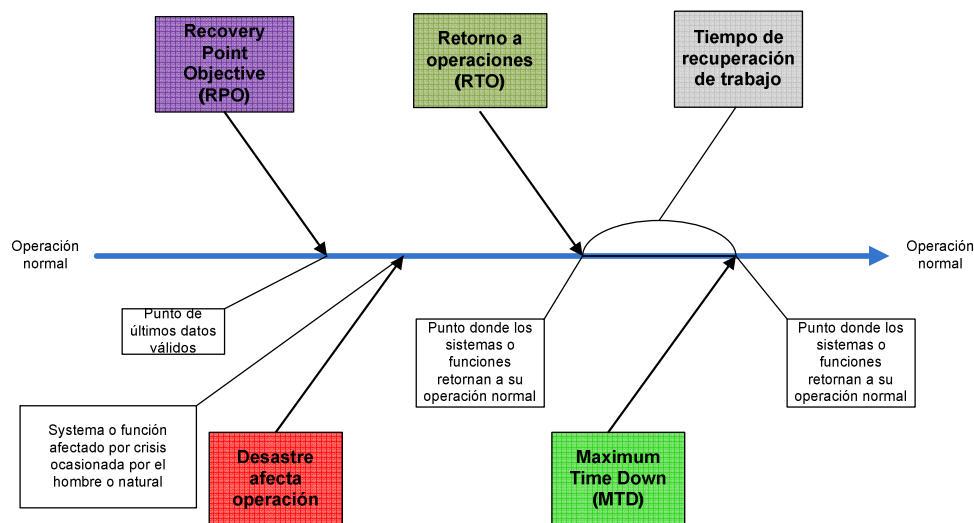 Recovery
Point
Objective
(RPO)
Retorno a
operaciones
(RTO)
Tiempo de
recuperación
de trabajo
Operación
normal
Operación
normal
Punto de
últimos datos
válidos
Punto donde los
sistemas o
funciones
retornan a su
operación normal
Punto donde los
sistemas o
funciones
retornan a su
operación normal
Systema o función
afectado por crisis
ocasionada por el
hombre o natural
Desastre
afecta
operación
Maximum
Time Down
(MTD)